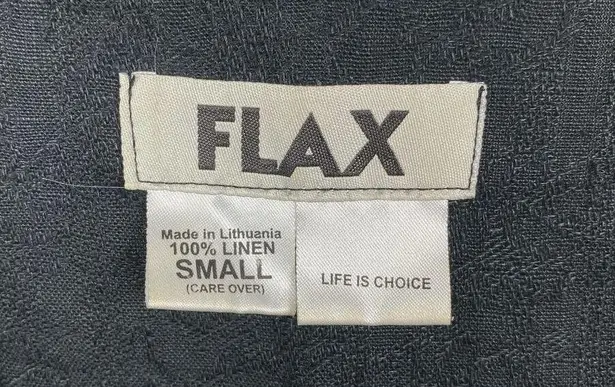 FLAX
Made in Lithuania
100% LINEN
SMALL
(CARE OVER)
LIFE IS CHOICE